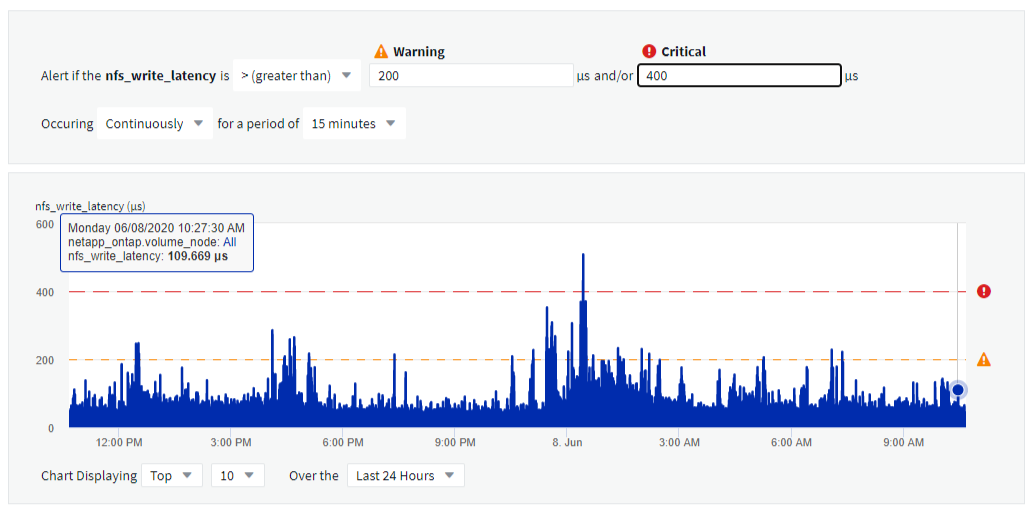 Warning Critical
Alert if the nfs_write_latency is > (greater than) 200 µs and/or 400 µs
Occuring Continuously for a period of 15 minutes
nfs_write_latency (µs)
600
Monday 06/08/2020 10:27:30 AM
netapp_ontap.volume_node: All
nfs_write_latency: 109.669 µs
400
200
0
12:00 PM 3:00 PM 6:00 PM 9:00 PM 8. Jun 3:00 AM 6:00 AM 9:00 AM
Chart Displaying Top 10 Over the Last 24 Hours